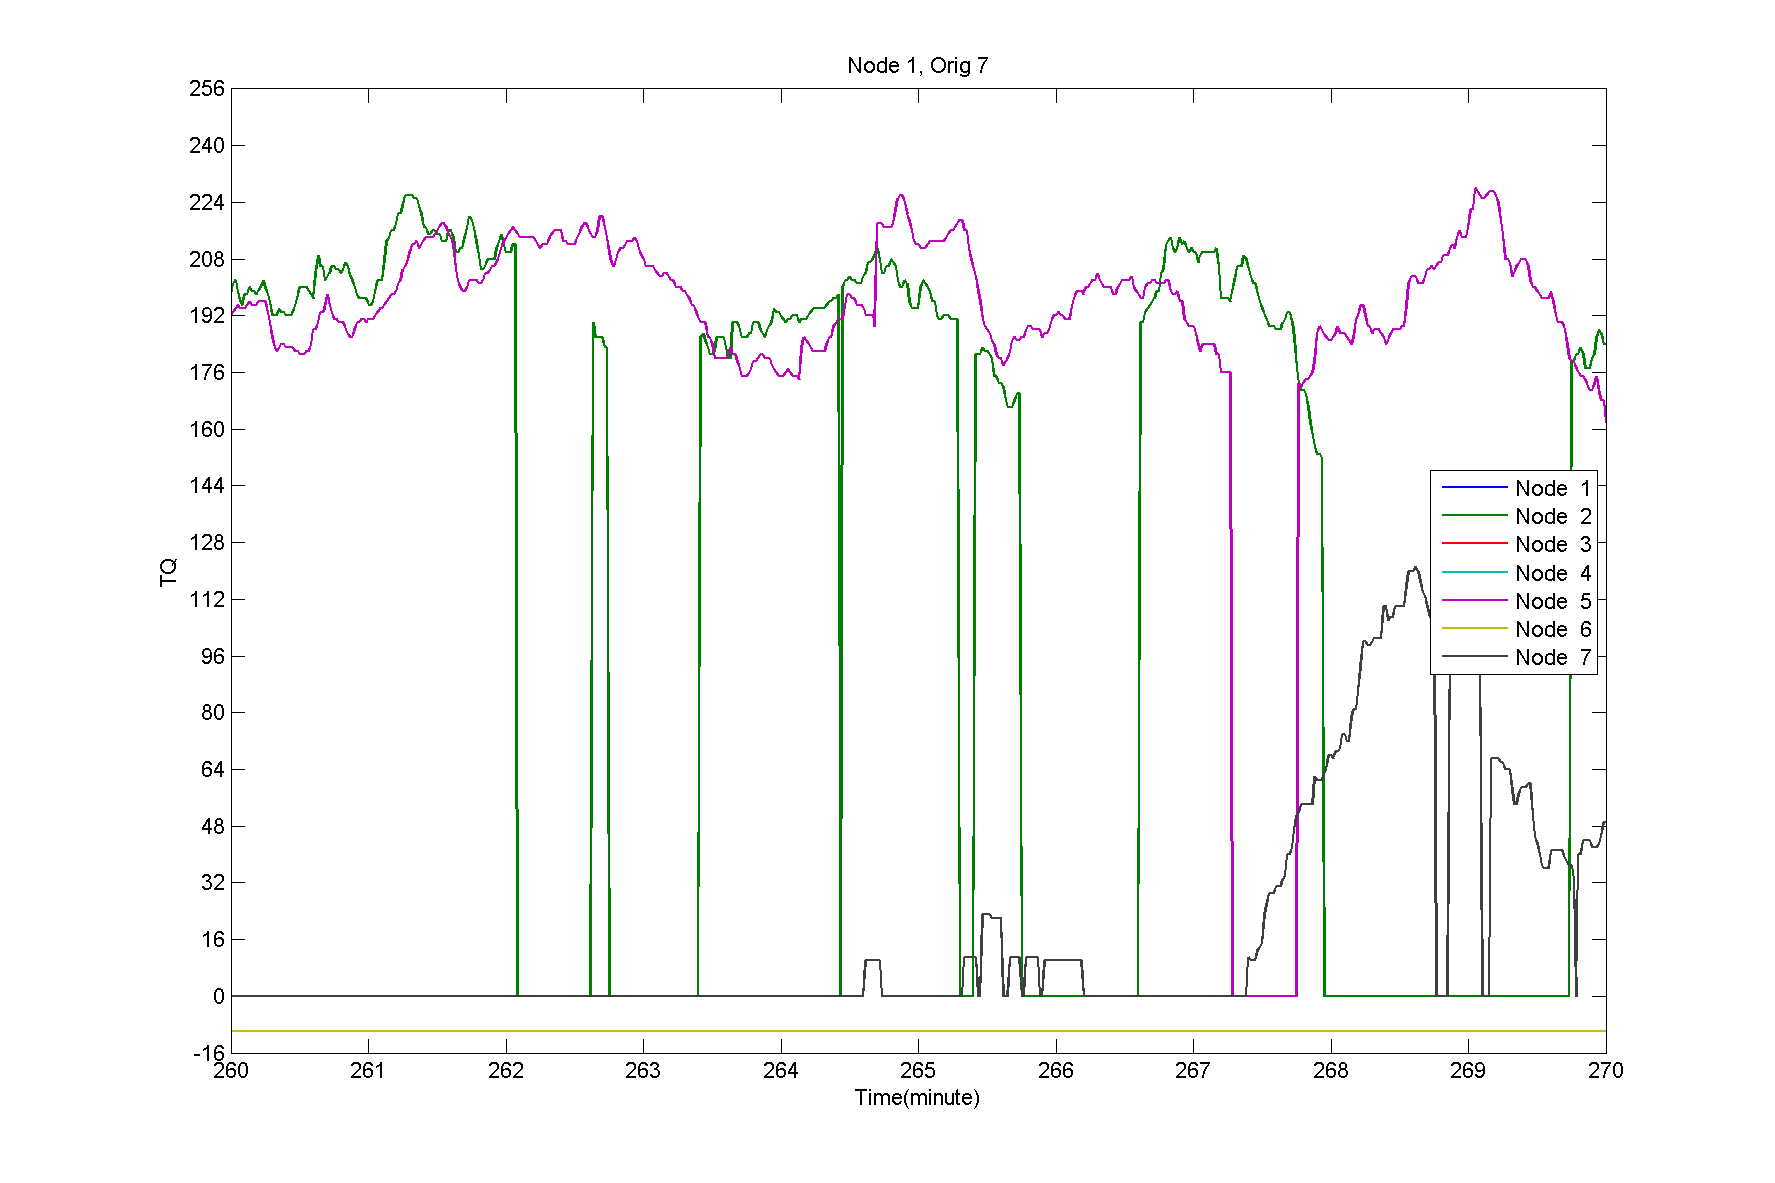 Node 1, Orig 7
256
240
224
208
192
176
160
144
128
112
96
80
64
48
32
16
0
-16
TQ
Node 1
Node 2
Node 3
Node 4
Node 5
Node 6
Node 7
260 261 262 263 264 265 266 267 268 269 270
Time(minute)